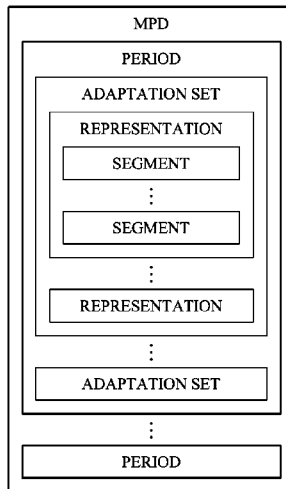 MPD
PERIOD
ADAPTATION SET
REPRESENTATION
SEGMENT
SEGMENT
REPRESENTATION
ADAPTATION SET
PERIOD